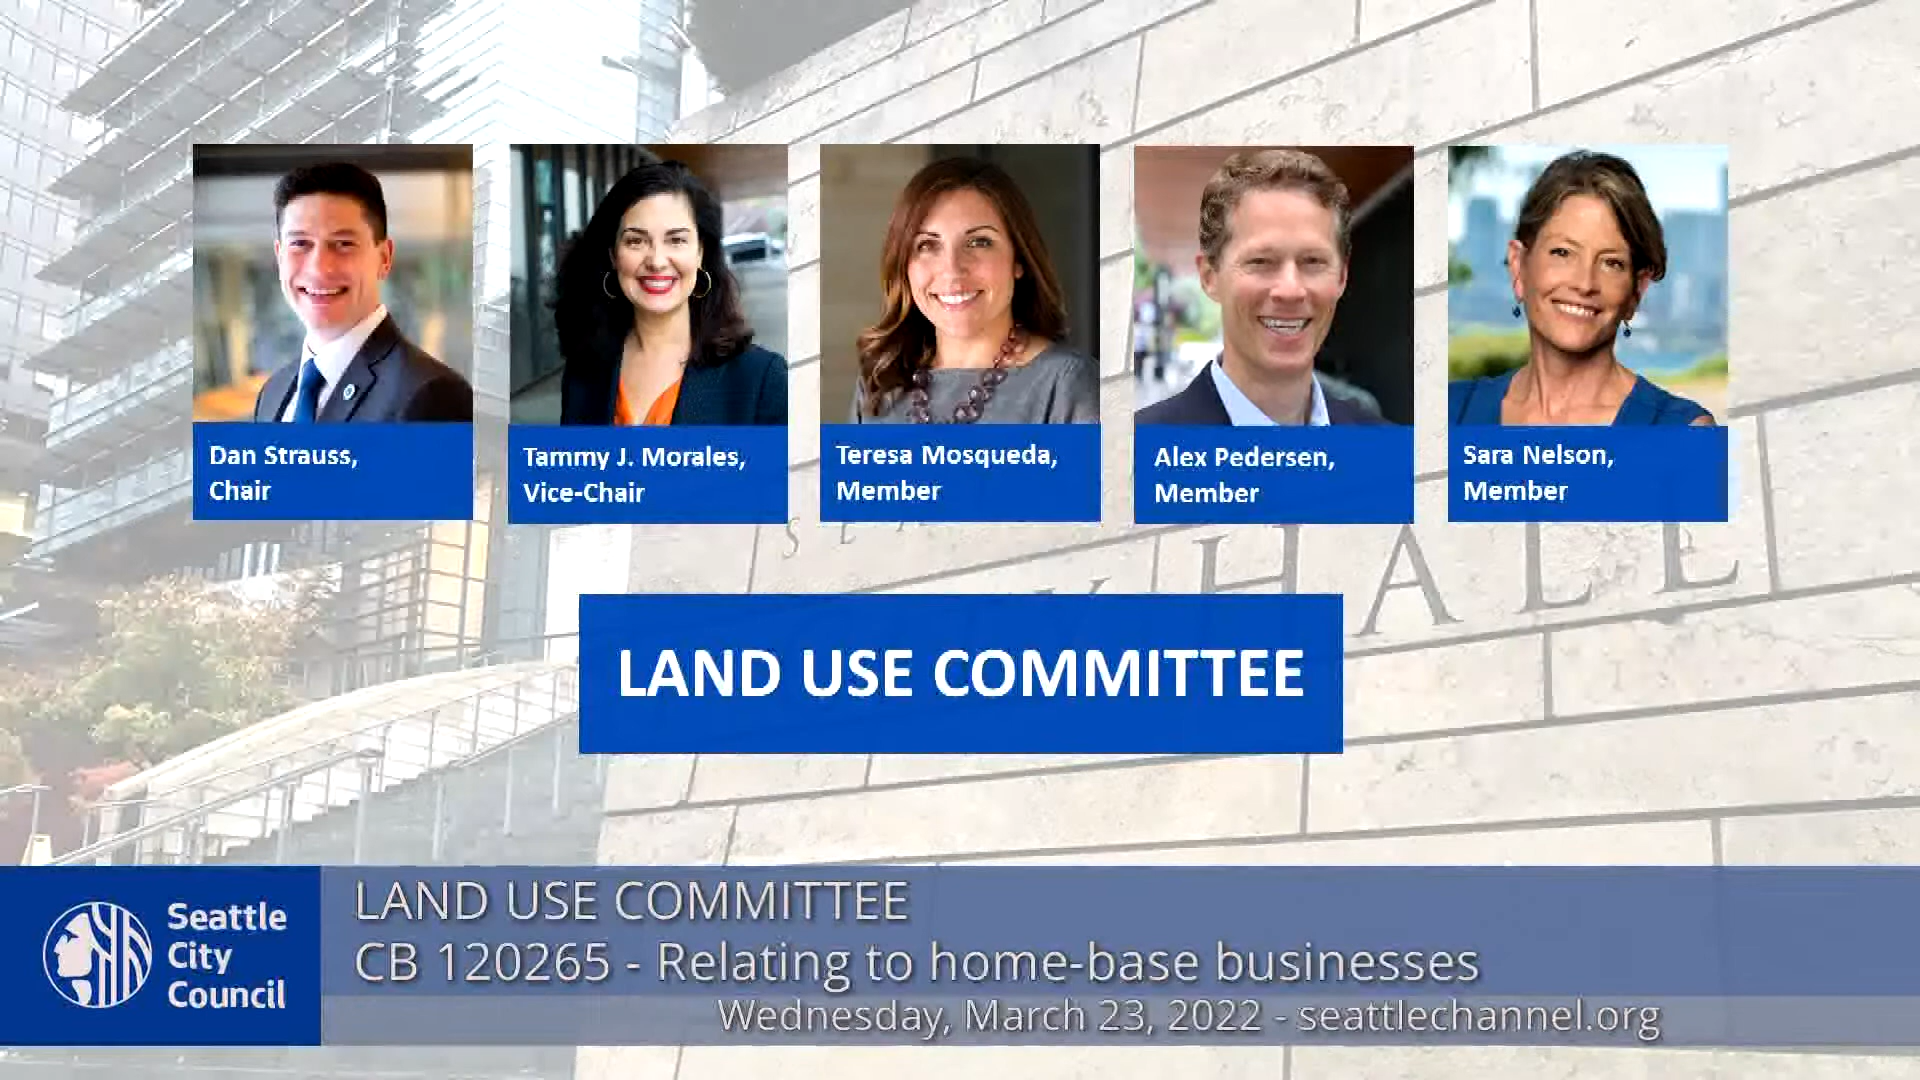 Dan Strauss,
Chair
Tammy J. Morales,
Vice-Chair
Teresa Mosqueda,
Member
Alex Pedersen,
Member
Sara Nelson,
Member
HALL
LAND USE COMMITTEE
Seattle
City
Council
LAND USE COMMITTEE
CB 120265 - Relating to home-base businesses
Wednesday, March 23, 2022 - seattlechannel.org